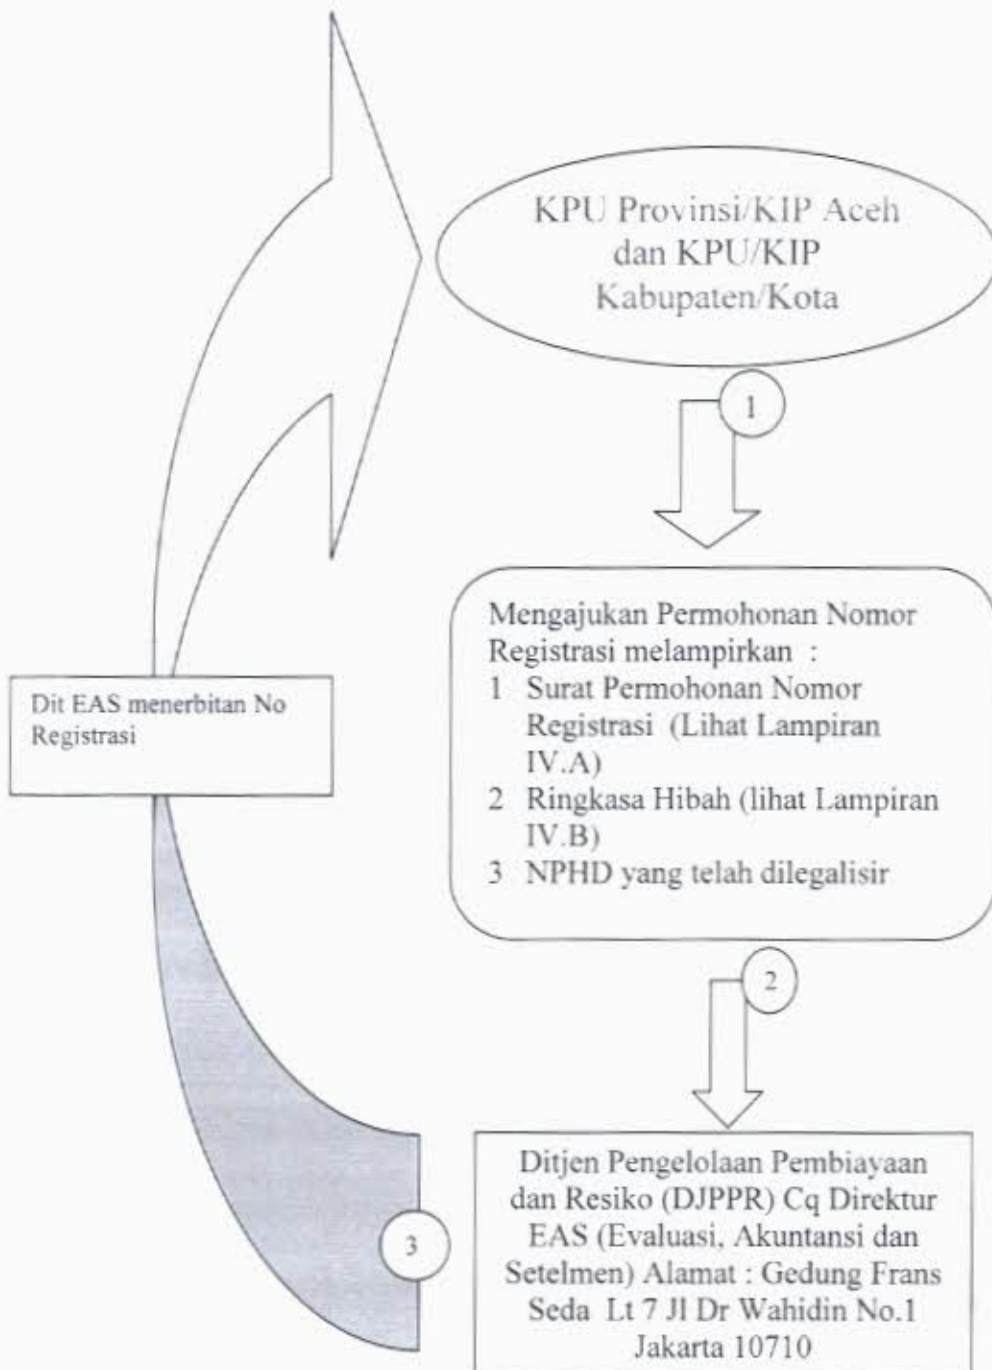 KPU Provinsi/KIP Aceh
dan KPU/KIP
Kabupaten/Kota
1
Mengajukan Permohonan Nomor
Registrasi melampirkan :
1 Surat Permohonan Nomor
Registrasi (Lihat Lampiran
IV.A)
2 Ringkasa Hibah (lihat Lampiran
IV.B)
3 NPHD yang telah dilegalisir
2
Ditjen Pengelolaan Pembiayaan
dan Resiko (DJPPR) Cq Direktur
EAS (Evaluasi, Akuntansi dan
Setelmen) Alamat : Gedung Frans
Seda Lt 7 Jl Dr Wahidin No.1
Jakarta 10710
3
Dit EAS menerbitan No
Registrasi